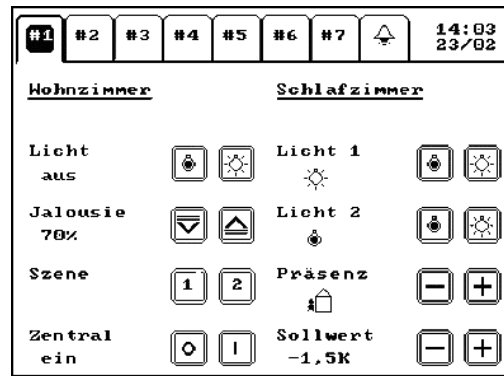 #1 #2 #3 #4 #5 #6 #7 14:03
23/02
Wohnzimmer Schlafzimmer
Licht Licht 1
aus
Jalousie Licht 2
70%
Szene 1 2 Präsenz
Zentral O I Sollwert
ein -1,5K